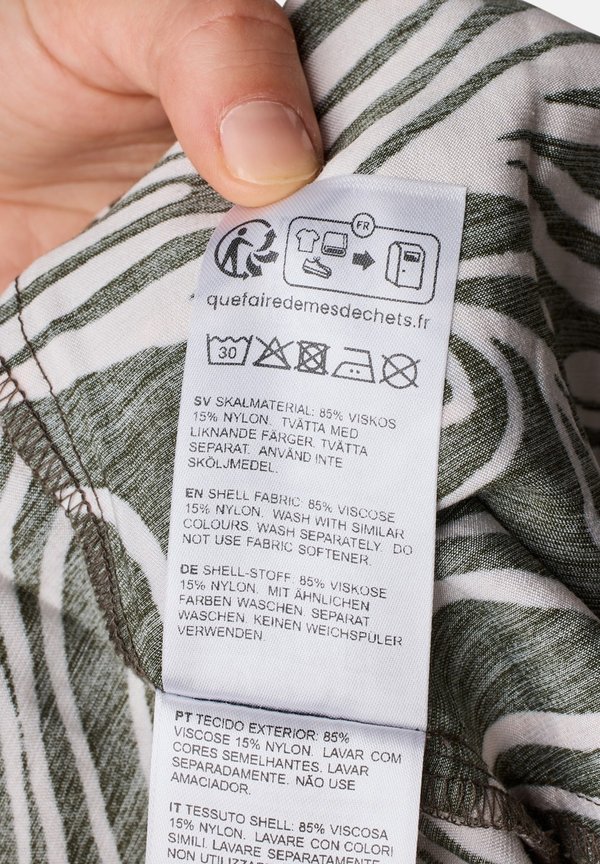 FR
quefairedemesdechets.fr
30
SV SKALMATERIAL: 85% VISKOS
15% NYLON. TVÄTTA MED
LIKNANDE FÄRGER. TVÄTTA
SEPARAT. ANVÄND INTE
SKÖLJMEDEL.
EN SHELL FABRIC: 85% VISCOSE
15% NYLON. WASH WITH SIMILAR
COLOURS. WASH SEPARATELY. DO
NOT USE FABRIC SOFTENER.
DE SHELL-STOFF: 85% VISKOSE
15% NYLON. MIT ÄHNLICHEN
FARBEN WASCHEN. SEPARAT
WASCHEN. KEINEN WEICHSPÜLER
VERWENDEN.
PT TECIDO EXTERIOR: 85%
VISCOSE 15% NYLON. LAVAR COM
CORES SEMELHANTES. LAVAR
SEPARADAMENTE. NÃO USE
AMACIADOR.
IT TESSUTO SHELL: 85% VISCOSA
15% NYLON. LAVARE CON COLORI
SIMILI. LAVARE SEPARATAMENTE.
NON UTILIZZARE